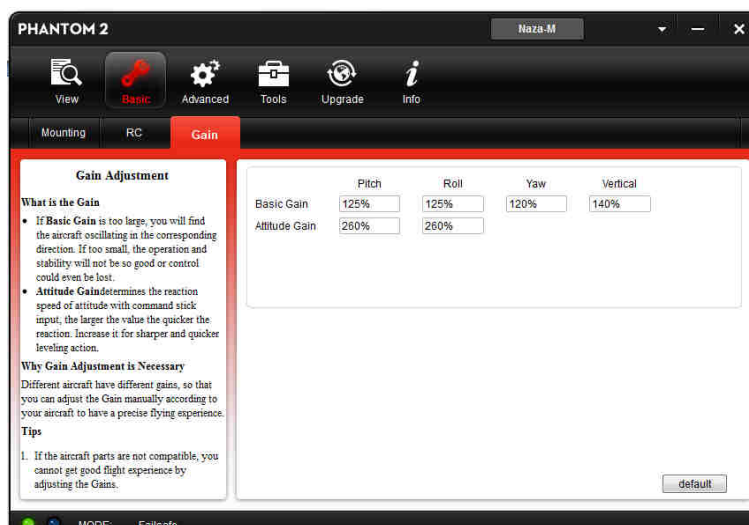 PHANTOM 2
Naza-M
View
Basic
Advanced
Tools
Upgrade
Info
Mounting
RC
Gain
Gain Adjustment
What is the Gain
If Basic Gain is too large, you will find
the aircraft oscillating in the corresponding
direction. If too small, the operation and
stability will not be so good or control
could even be lost.
Attitude Gaindetermines the reaction
speed of attitude with command stick
input, the larger the value the quicker the
reaction. Increase it for sharper and quicker
leveling action.
Why Gain Adjustment is Necessary
Different aircraft have different gains, so that
you can adjust the Gain manually according to
your aircraft to have a precise flying experience.
Tips
1. If the aircraft parts are not compatible, you
cannot get good flight experience by
adjusting the Gains.
Pitch Roll Yaw Vertical
Basic Gain 125% 125% 120% 140%
Attitude Gain 260% 260%
default
MODE: Failsafe